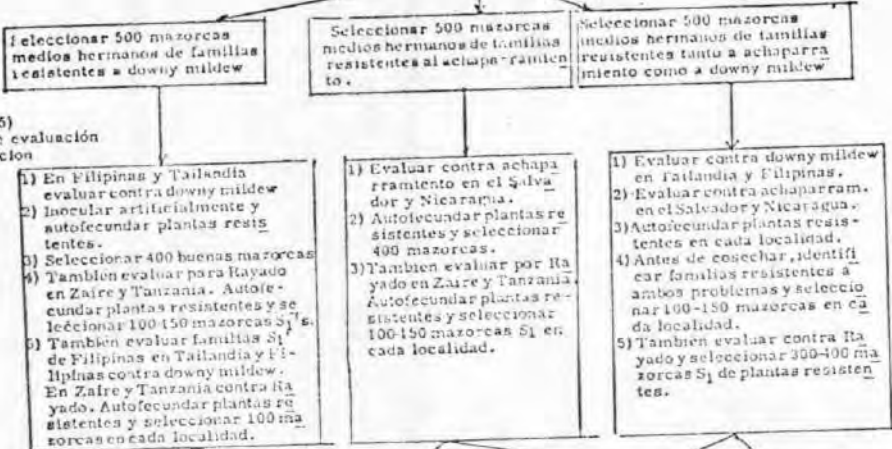 Seleccionar 500 mazorcas
medios hermanos de familias
resistentes a downy mildew
Seleccionar 500 mazorcas
medios hermanos de familias
resistentes al achapa-rramien
to.
Seleccionar 500 mazorcas
medios hermanos de familias
resistentes tanto a achaparra
miento como a downy mildew
5)
e evaluación
cion
1) En Filipinas y Tailandia
evaluar contra downy mildew
2) Inocular artificialmente y
autofecundar plantas resis
tentes.
3) Seleccionar 400 buenas mazorcas
4) También evaluar para Rayado
en Zaire y Tanzania. Autofe-
cundar plantas resistentes y se
leccionar 100-150 mazorcas S1's.
5) También evaluar familias S1
de Filipinas en Tailandia y Fi-
lipinas contra downy mildew.
En Zaire y Tanzania contra Ra
yado. Autofecundar plantas re
sistentes y seleccionar 100 ma
zorcas en cada localidad.
1) Evaluar contra achapa
rramiento en el Salva
dor y Nicaragua.
2) Autofecundar plantas re
sistentes y seleccionar
400 mazorcas.
3) También evaluar por Ra
yado en Zaire y Tanzania.
Autofecundar plantas re-
sistentes y seleccionar
100-150 mazorcas S1 en
cada localidad.
1) Evaluar contra downy mildew
en Tailandia y Filipinas.
2) Evaluar contra achaparram.
en el Salvador y Nicaragua.
3) Autofecundar plantas resis-
tentes en cada localidad.
4) Antes de cosechar, identifi
car familias resistentes a
ambos problemas y seleccio
nar 100-150 mazorcas en ca
da localidad.
5) También evaluar contra Ra
yado y seleccionar 300-400 ma
zorcas S1 de plantas resisten
tes.